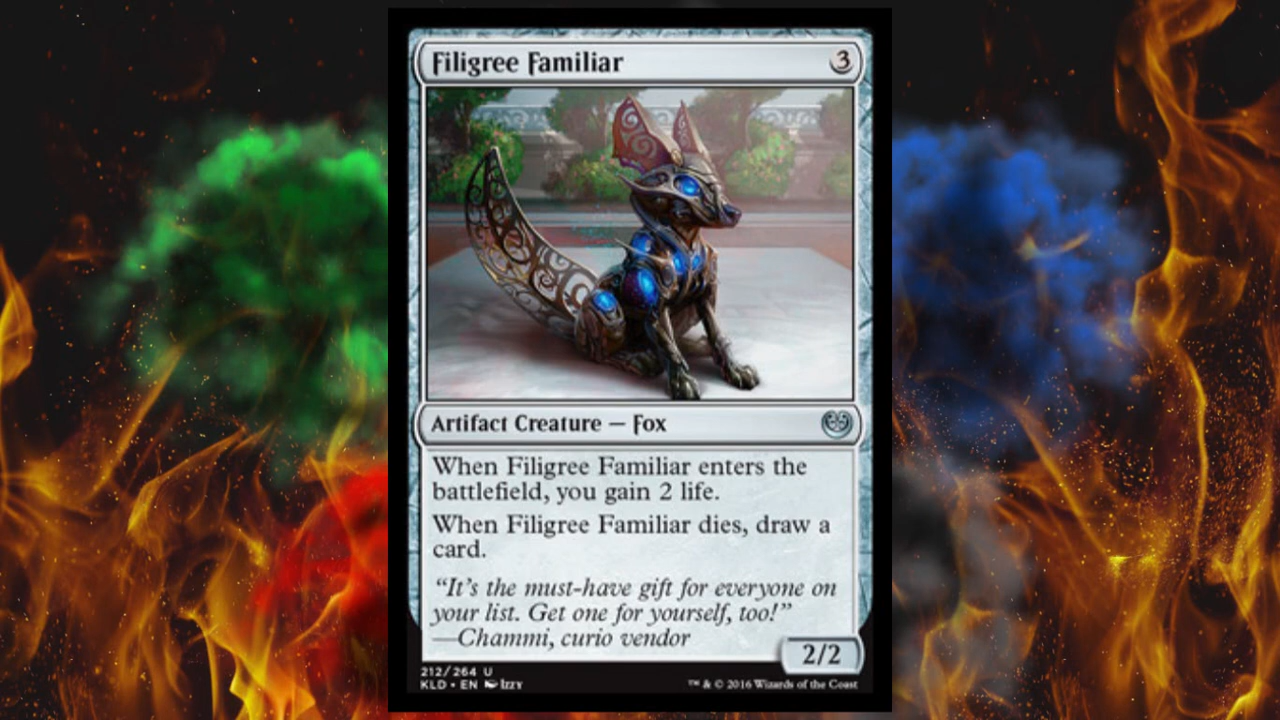 Filigree Familiar 3
Artifact Creature — Fox
When Filigree Familiar enters the
battlefield, you gain 2 life.
When Filigree Familiar dies, draw a
card.
“It’s the must-have gift for everyone on
your list. Get one for yourself, too!”
—Chammi, curio vendor
2/2
212/264 U
KLD • EN Izzy
™ & © 2016 Wizards of the Coast